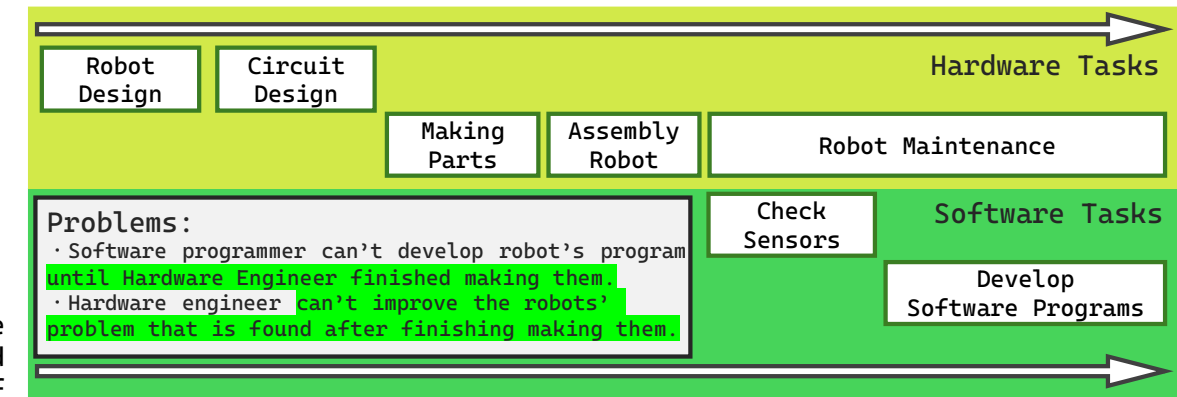 Robot
Design
Circuit
Design
Hardware Tasks
Making
Parts
Assembly
Robot
Robot Maintenance
Problems:
・Software programmer can't develop robot's program
until Hardware Engineer finished making them.
・Hardware engineer can't improve the robots'
problem that is found after finishing making them.
Check
Sensors
Software Tasks
Develop
Software Programs